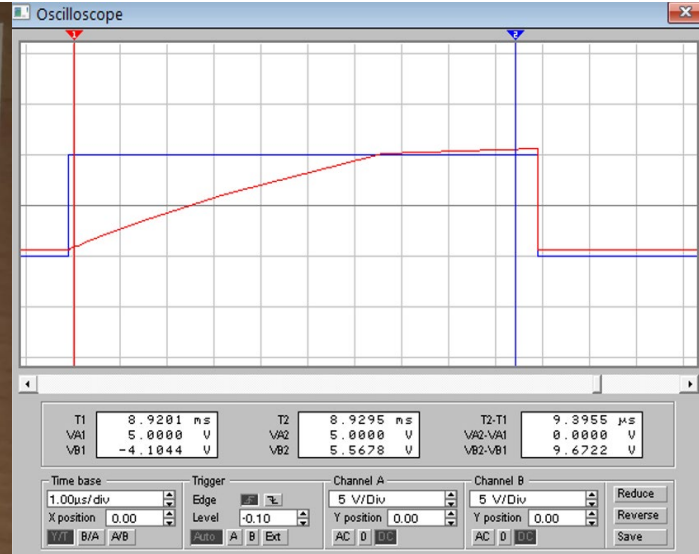 Oscilloscope
1 2
T1 8.9201 ms T2 8.9295 ms T2-T1 9.3955 µs
VA1 5.0000 V VA2 5.0000 V VA2-VA1 0.0000 V
VB1 -4.1044 V VB2 5.5678 V VB2-VB1 9.6722 V
Time base Trigger Channel A Channel B
1.00µs/div Edge 5 V/Div 5 V/Div Reduce
X position 0.00 Level -0.10 Y position 0.00 Y position 0.00 Reverse
Y/T B/A A/B Auto A B Ext AC 0 DC AC 0 DC Save